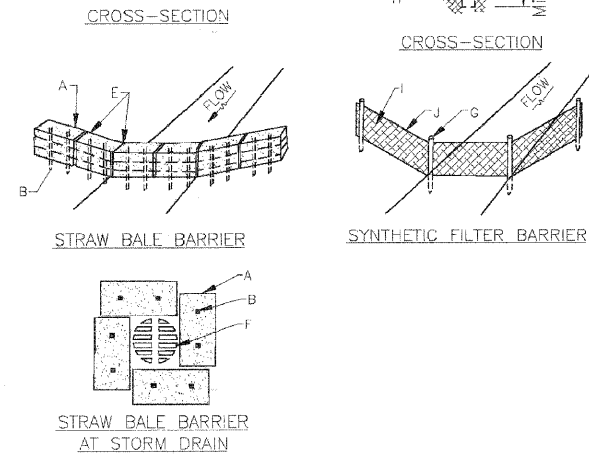 CROSS-SECTION
CROSS-SECTION
A
E
FLOW
B
STRAW BALE BARRIER
I
J
G
FLOW
SYNTHETIC FILTER BARRIER
A
B
F
STRAW BALE BARRIER
AT STORM DRAIN